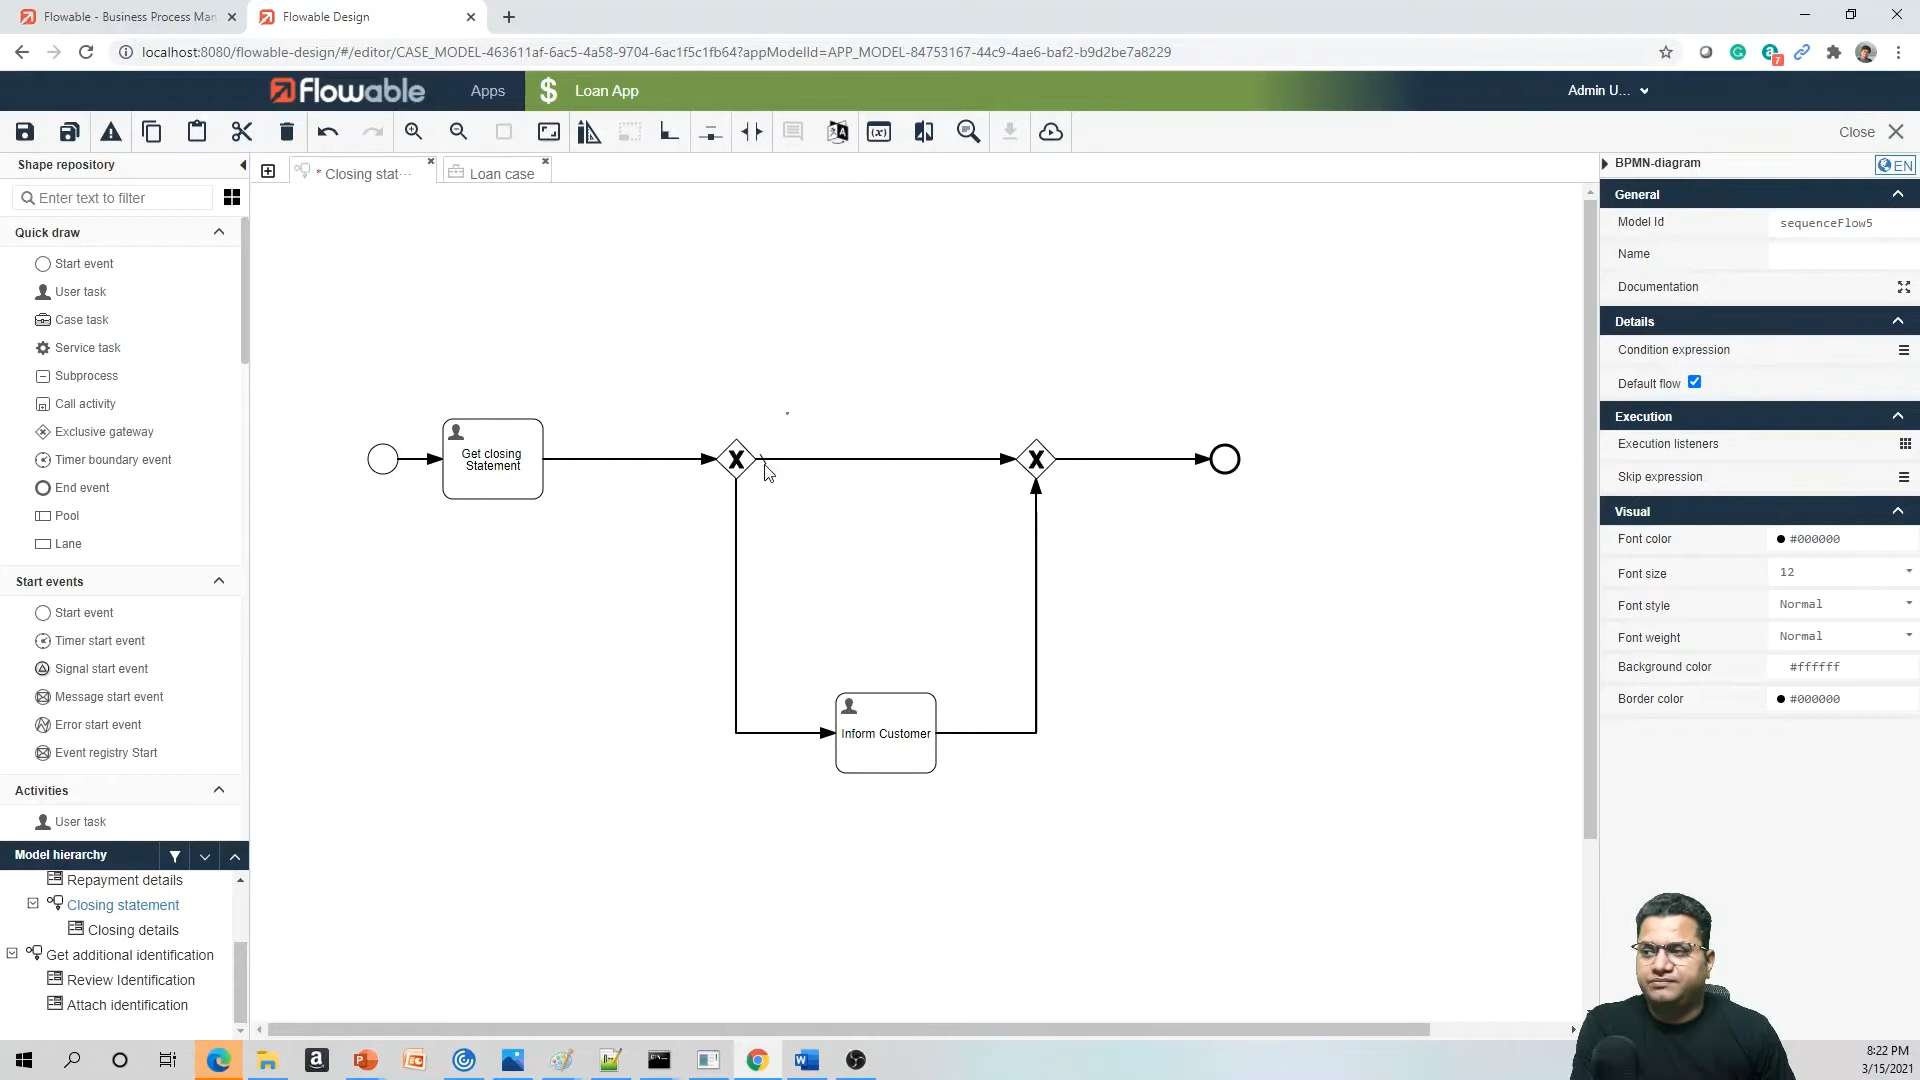 Flowable - Business Process Man
Flowable Design
localhost:8080/flowable-design/#/editor/CASE_MODEL-463611af-6ac5-4a58-9704-6ac1f5c1fb64?appModelId=APP_MODEL-84753167-44c9-4ae6-baf2-b9d2be7a8229
7
flowable
Apps
$ Loan App
Admin U...
Close
Shape repository
* Closing stat···
Loan case
BPMN-diagram
EN
Enter text to filter
General
Model Id
sequenceFlow5
Name
Documentation
Details
Condition expression
Default flow
Execution
Execution listeners
Skip expression
Visual
Font color
#000000
Font size
12
Font style
Normal
Font weight
Normal
Background color
#ffffff
Border color
#000000
Quick draw
Start event
User task
Case task
Service task
Subprocess
Call activity
Exclusive gateway
Timer boundary event
End event
Pool
Lane
Start events
Start event
Timer start event
Signal start event
Message start event
Error start event
Event registry Start
Activities
User task
Get closing
Statement
X
X
Inform Customer
Model hierarchy
Repayment details
Closing statement
Closing details
Get additional identification
Review Identification
Attach identification
8:22 PM
3/15/2021